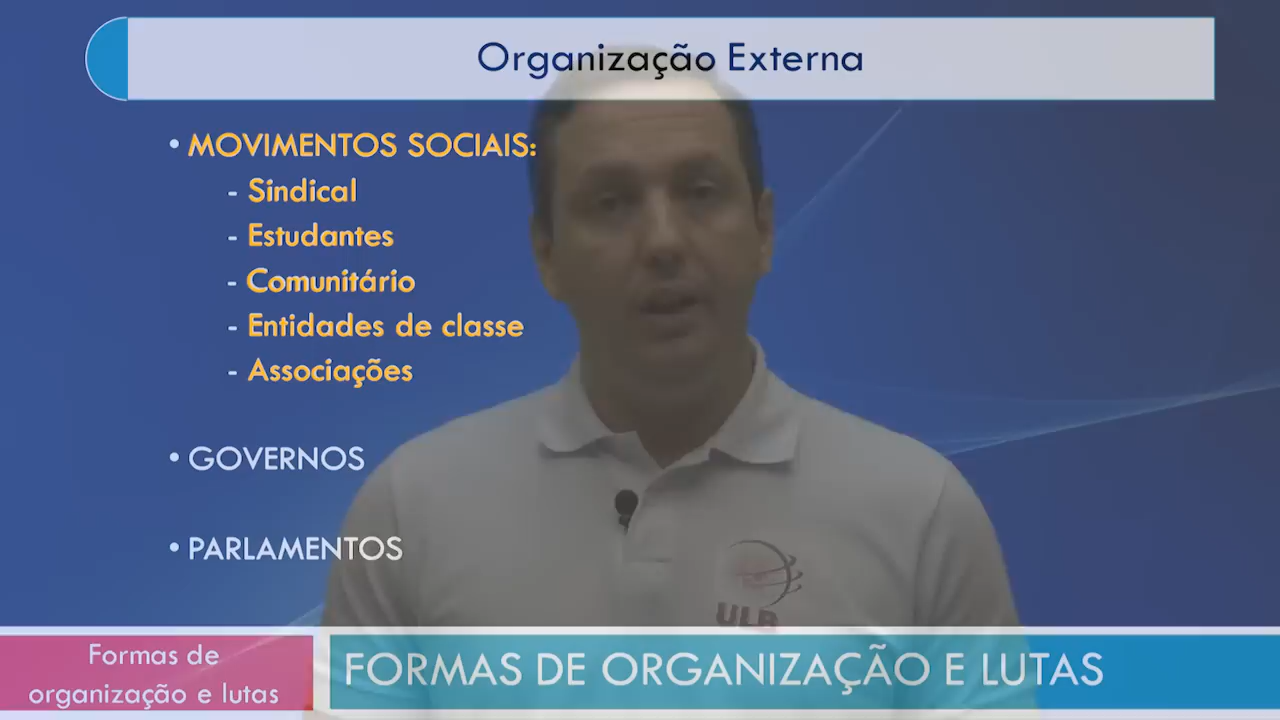 Organização Externa
• MOVIMENTOS SOCIAIS:
- Sindical
- Estudantes
- Comunitário
- Entidades de classe
- Associações
• GOVERNOS
• PARLAMENTOS
ULB
Formas de
organização e lutas
FORMAS DE ORGANIZAÇÃO E LUTAS